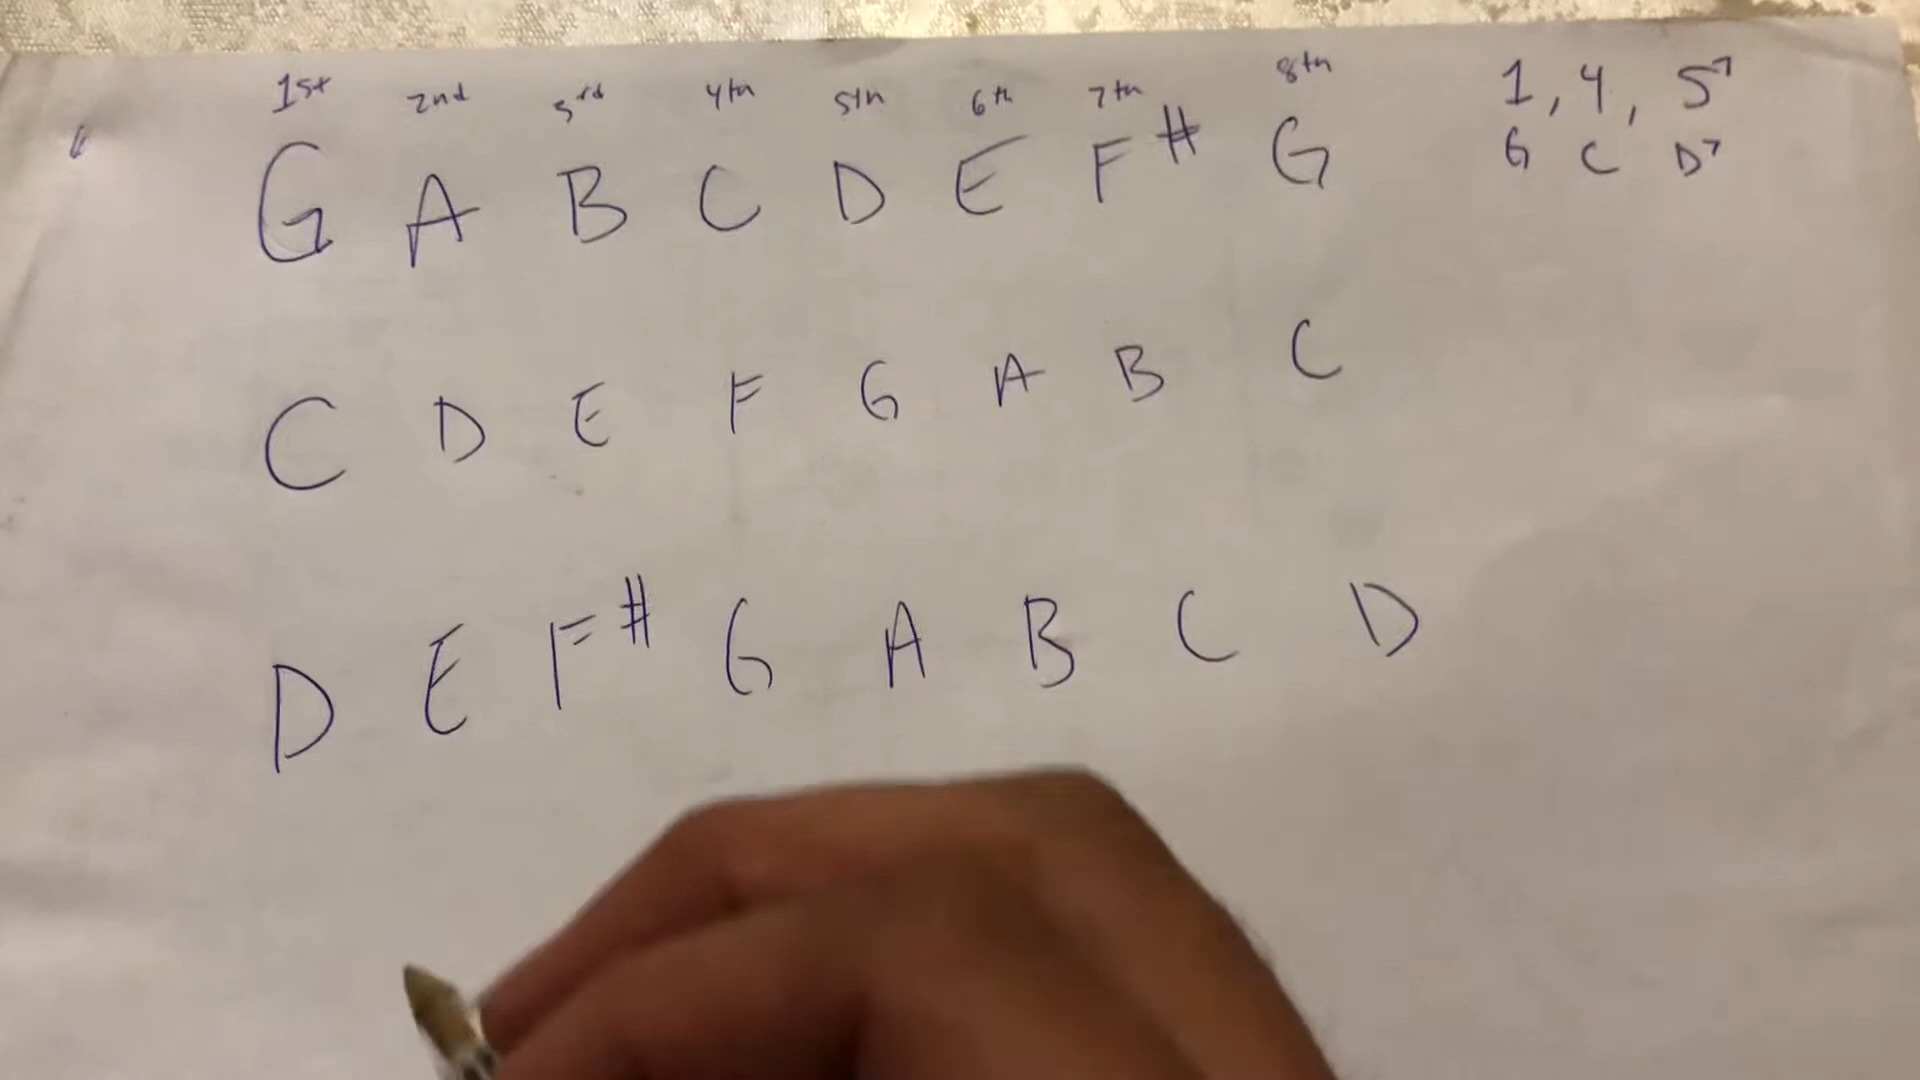 1st 2nd 3rd 4th 5th 6th 7th 8th 1, 4, 5⁷
G A B C D E F# G G C D⁷
C D E F G A B C
D E F# G A B C D